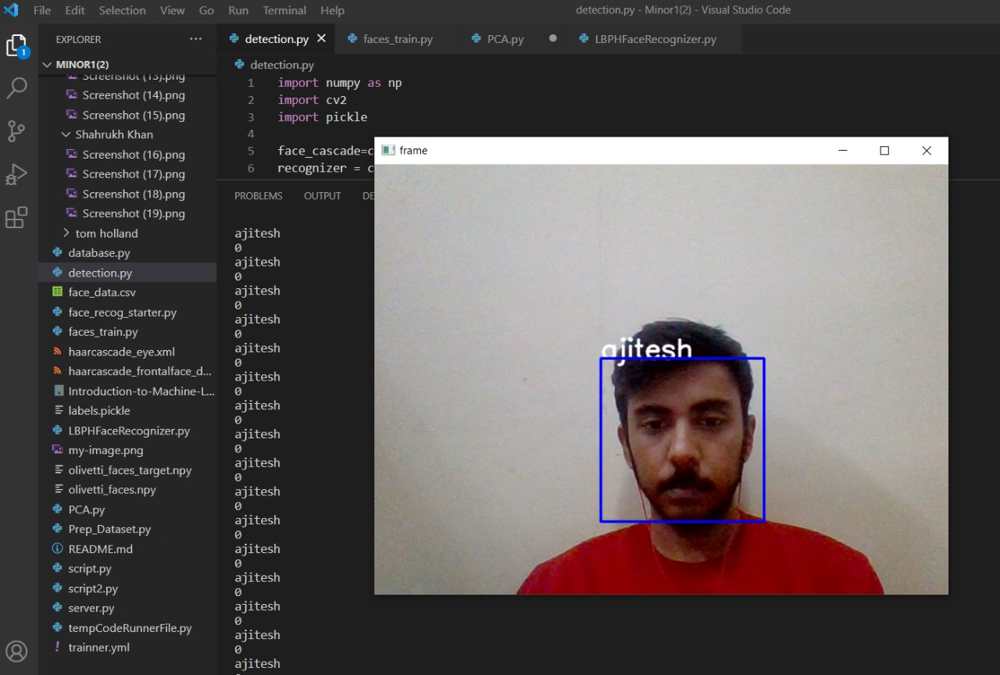 File Edit Selection View Go Run Terminal Help
detection.py - Minor1(2) - Visual Studio Code
1
EXPLORER ...
MINOR1(2)
Screenshot (13).png
Screenshot (14).png
Screenshot (15).png
Shahrukh Khan
Screenshot (16).png
Screenshot (17).png
Screenshot (18).png
Screenshot (19).png
tom holland
database.py
detection.py
face_data.csv
face_recog_starter.py
faces_train.py
haarcascade_eye.xml
haarcascade_frontalface_d...
Introduction-to-Machine-L...
labels.pickle
LBPHFaceRecognizer.py
my-image.png
olivetti_faces_target.npy
olivetti_faces.npy
PCA.py
Prep_Dataset.py
README.md
script.py
script2.py
server.py
tempCodeRunnerFile.py
trainner.yml
detection.py faces_train.py PCA.py LBPHFaceRecognizer.py
detection.py
1 import numpy as np
2 import cv2
3 import pickle
4
5 face_cascade=c
6 recognizer = c
PROBLEMS OUTPUT DE
ajitesh
0
ajitesh
0
ajitesh
0
ajitesh
0
ajitesh
0
ajitesh
0
ajitesh
0
ajitesh
0
ajitesh
0
ajitesh
0
ajitesh
0
ajitesh
0
ajitesh
0
ajitesh
0
ajitesh
0
ajitesh
frame
ajitesh